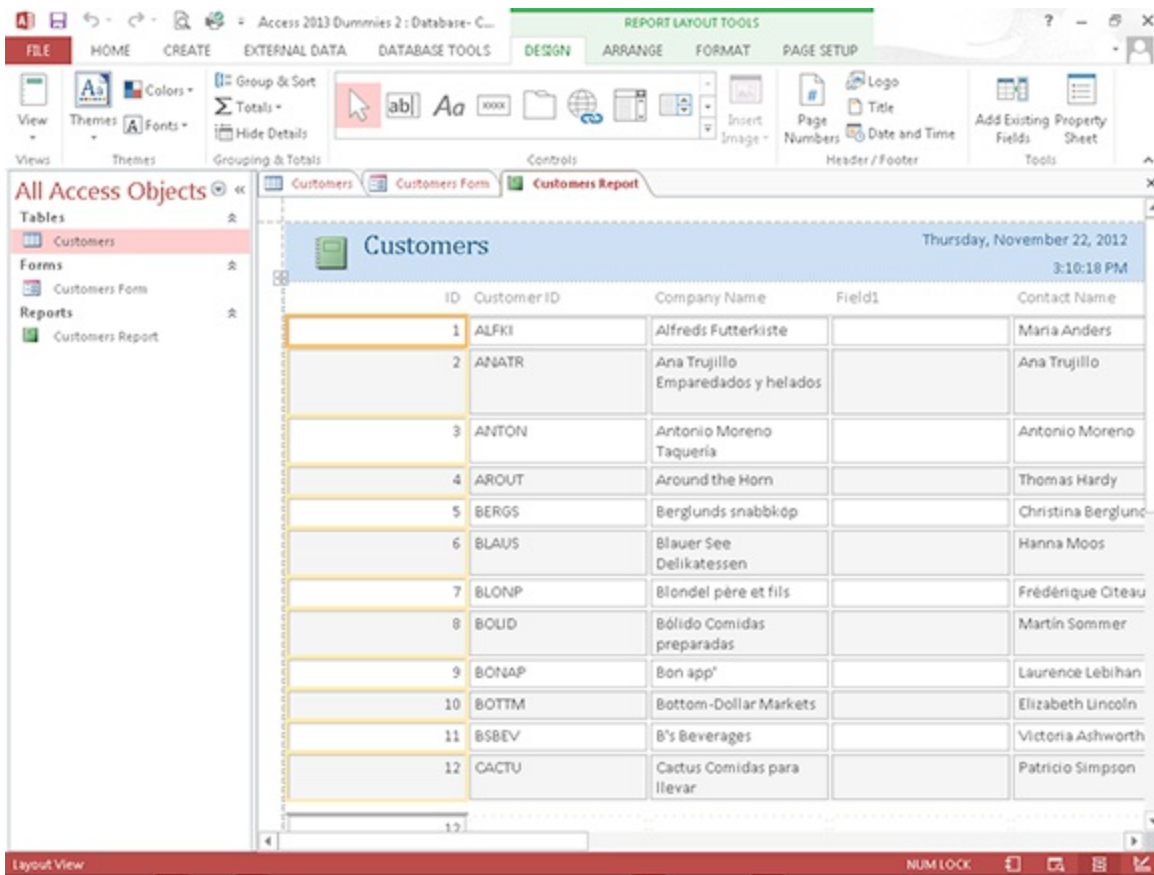 Access 2013 Dummies 2 : Database- C...
REPORT LAYOUT TOOLS
?
FILE HOME CREATE EXTERNAL DATA DATABASE TOOLS DESIGN ARRANGE FORMAT PAGE SETUP
View
Views
Themes
Colors
Fonts
Themes
Group & Sort
Totals
Hide Details
Grouping & Totals
ab| Aa xxxx
Insert Image
Controls
Page Numbers
Logo
Title
Date and Time
Header / Footer
Add Existing Fields
Property Sheet
Tools
All Access Objects
Tables
Customers
Forms
Customers Form
Reports
Customers Report
Customers Customers Form Customers Report
Customers
Thursday, November 22, 2012
3:10:18 PM
ID Customer ID Company Name Field1 Contact Name
1 ALFKI Alfreds Futterkiste Maria Anders
2 ANATR Ana Trujillo Emparedados y helados Ana Trujillo
3 ANTON Antonio Moreno Taquería Antonio Moreno
4 AROUT Around the Horn Thomas Hardy
5 BERGS Berglunds snabbköp Christina Berglund
6 BLAUS Blauer See Delikatessen Hanna Moos
7 BLONP Blondel père et fils Frédérique Citeau
8 BOLID Bólido Comidas preparadas Martín Sommer
9 BONAP Bon app' Laurence Lebihan
10 BOTTM Bottom-Dollar Markets Elizabeth Lincoln
11 BSBEV B's Beverages Victoria Ashworth
12 CACTU Cactus Comidas para llevar Patricio Simpson
12
Layout View
NUM LOCK